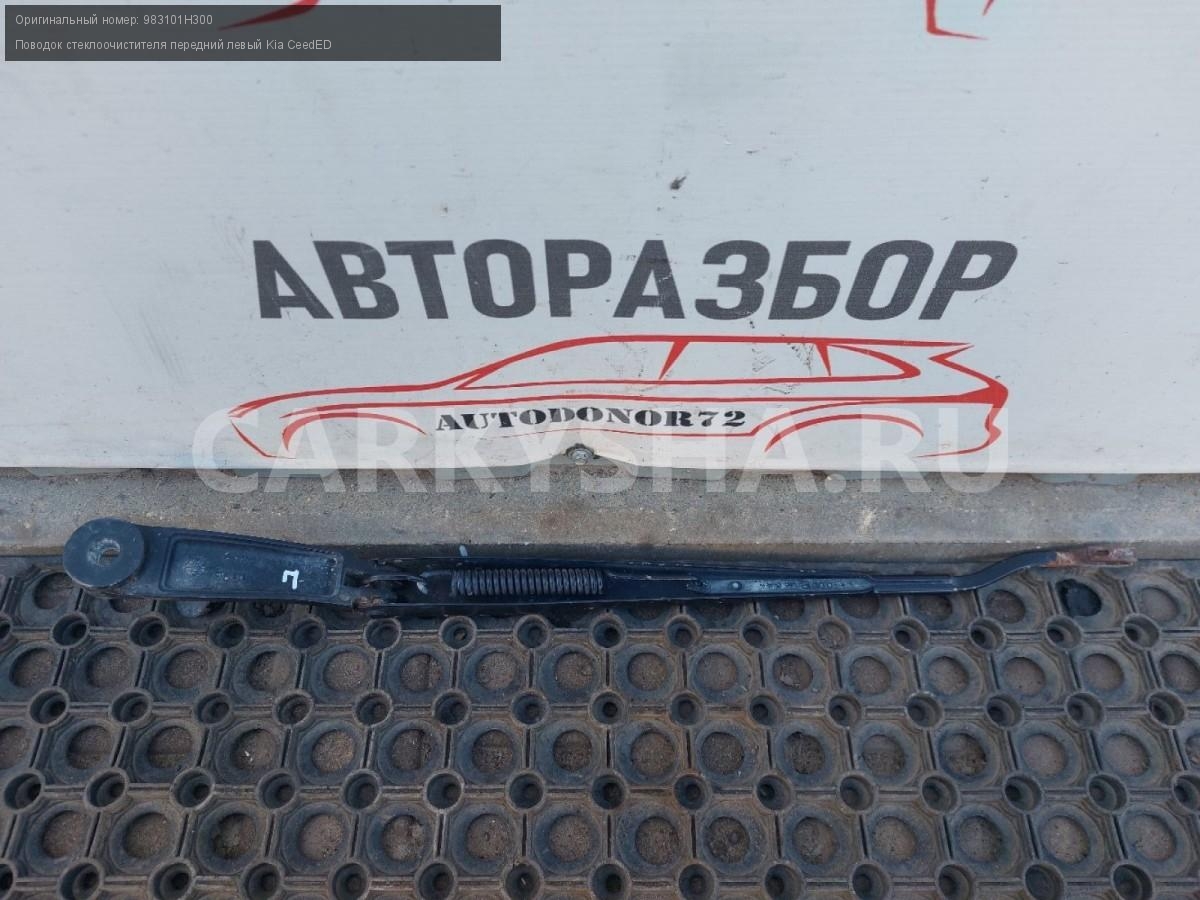 Оригинальный номер: 983101H300
Поводок стеклоочистителя передний левый Kia CeedED
АВТОРАЗБОР
AUTODONOR72
CARKYSHA.RU
Л